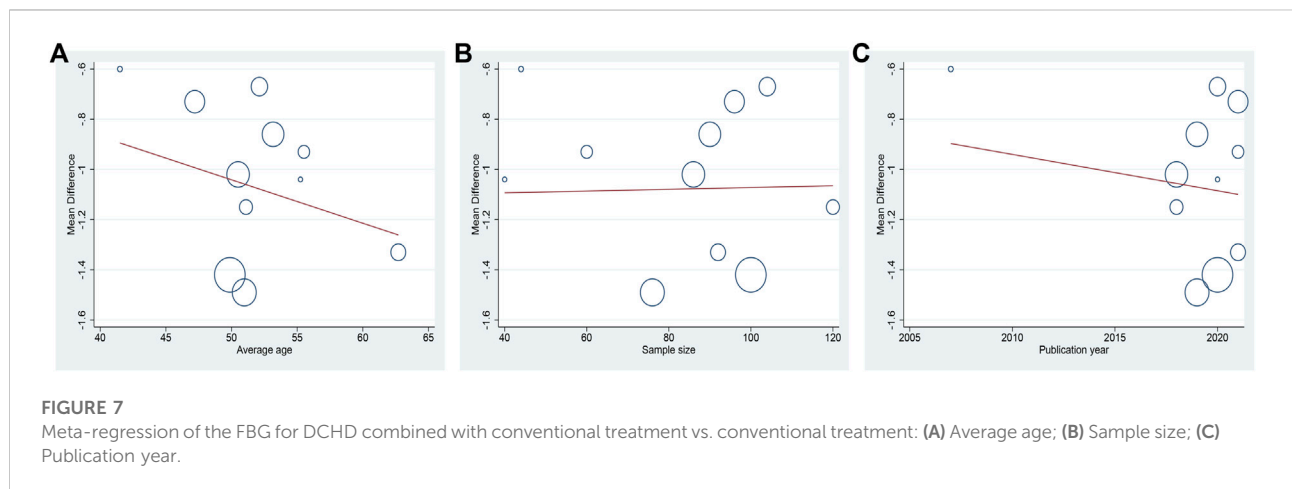 A
B
C
-.6
-.8
-1
-1.2
-1.4
-1.6
Mean Difference
40
45
50
55
60
65
Average age
-.6
-.8
-1
-1.2
-1.4
-1.6
Mean Difference
40
60
80
100
120
Sample size
-.6
-.8
-1
-1.2
-1.4
-1.6
Mean Difference
2005
2010
2015
2020
Publication year
FIGURE 7
Meta-regression of the FBG for DCHD combined with conventional treatment vs. conventional treatment: (A) Average age; (B) Sample size; (C)
Publication year.